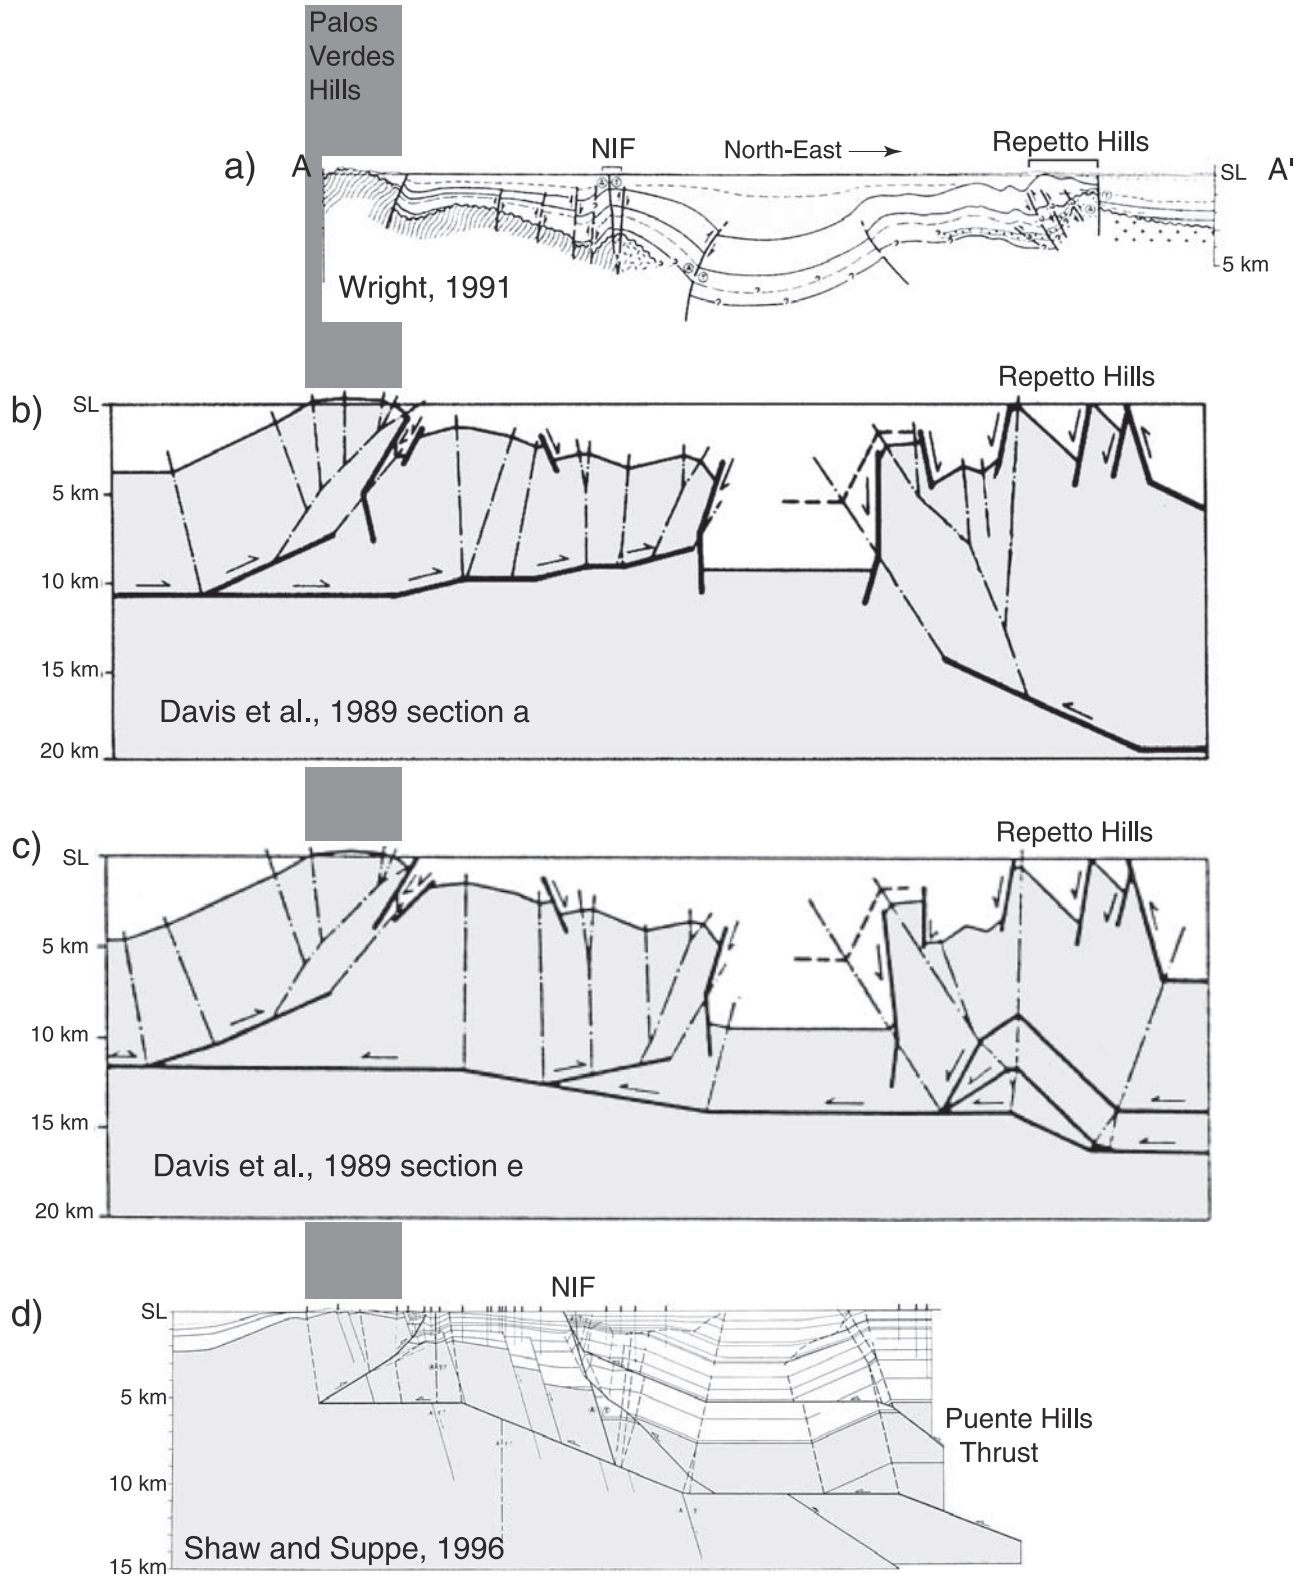 Palos
Verdes
Hills
a)
A
NIF
North-East
Repetto Hills
SL
A'
5 km
Wright, 1991
b)
SL
Repetto Hills
5 km
10 km
15 km
20 km
Davis et al., 1989 section a
c)
SL
Repetto Hills
5 km
10 km
15 km
20 km
Davis et al., 1989 section e
d)
NIF
SL
5 km
10 km
15 km
Puente Hills
Thrust
Shaw and Suppe, 1996